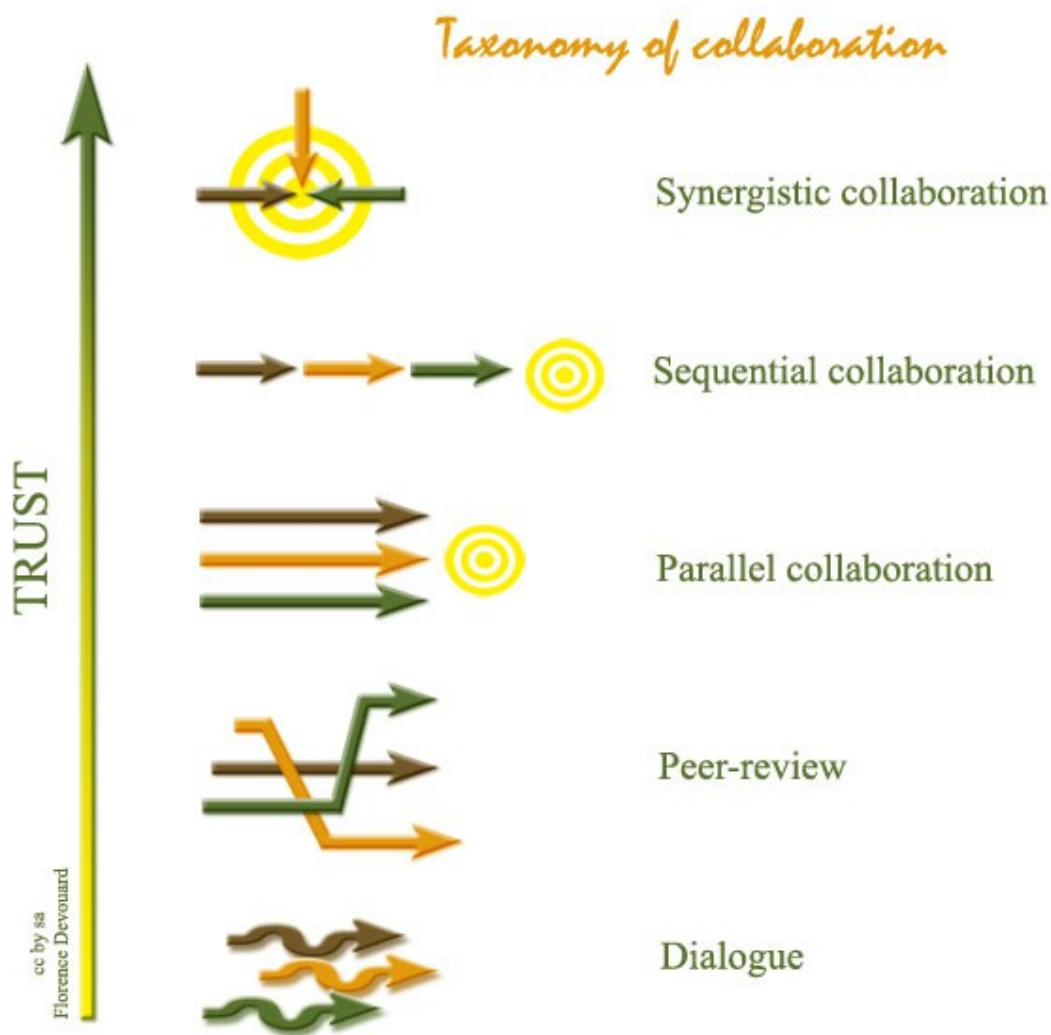 Taxonomy of collaboration
Synergistic collaboration
Sequential collaboration
Parallel collaboration
Peer-review
Dialogue
TRUST
cc by sa
Florence Devouard